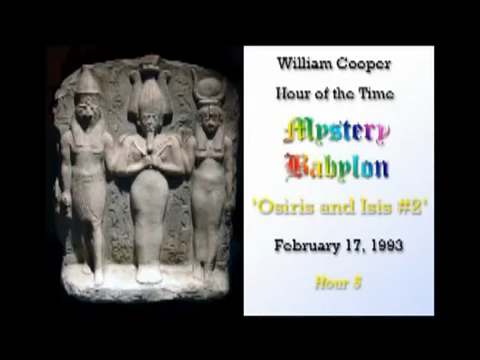 William Cooper
Hour of the Time
Mystery
Babylon
'Osiris and Isis #2'
February 17, 1993
Hour 5